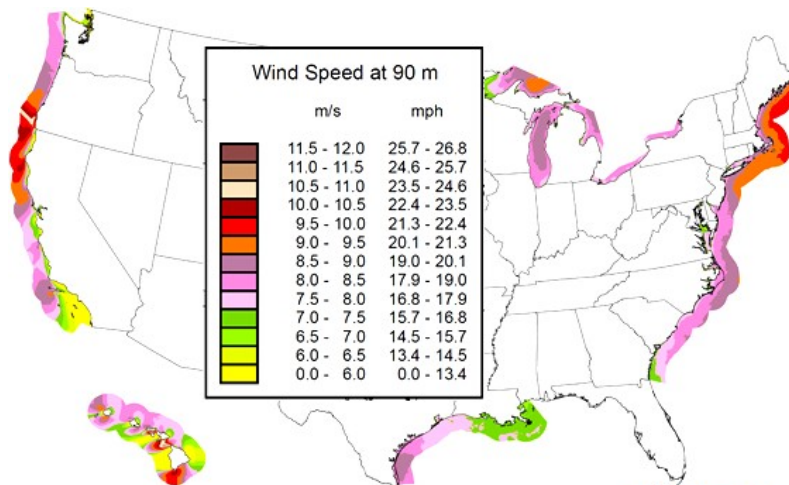 Wind Speed at 90 m
m/s mph
11.5 - 12.0 25.7 - 26.8
11.0 - 11.5 24.6 - 25.7
10.5 - 11.0 23.5 - 24.6
10.0 - 10.5 22.4 - 23.5
9.5 - 10.0 21.3 - 22.4
9.0 - 9.5 20.1 - 21.3
8.5 - 9.0 19.0 - 20.1
8.0 - 8.5 17.9 - 19.0
7.5 - 8.0 16.8 - 17.9
7.0 - 7.5 15.7 - 16.8
6.5 - 7.0 14.5 - 15.7
6.0 - 6.5 13.4 - 14.5
0.0 - 6.0 0.0 - 13.4